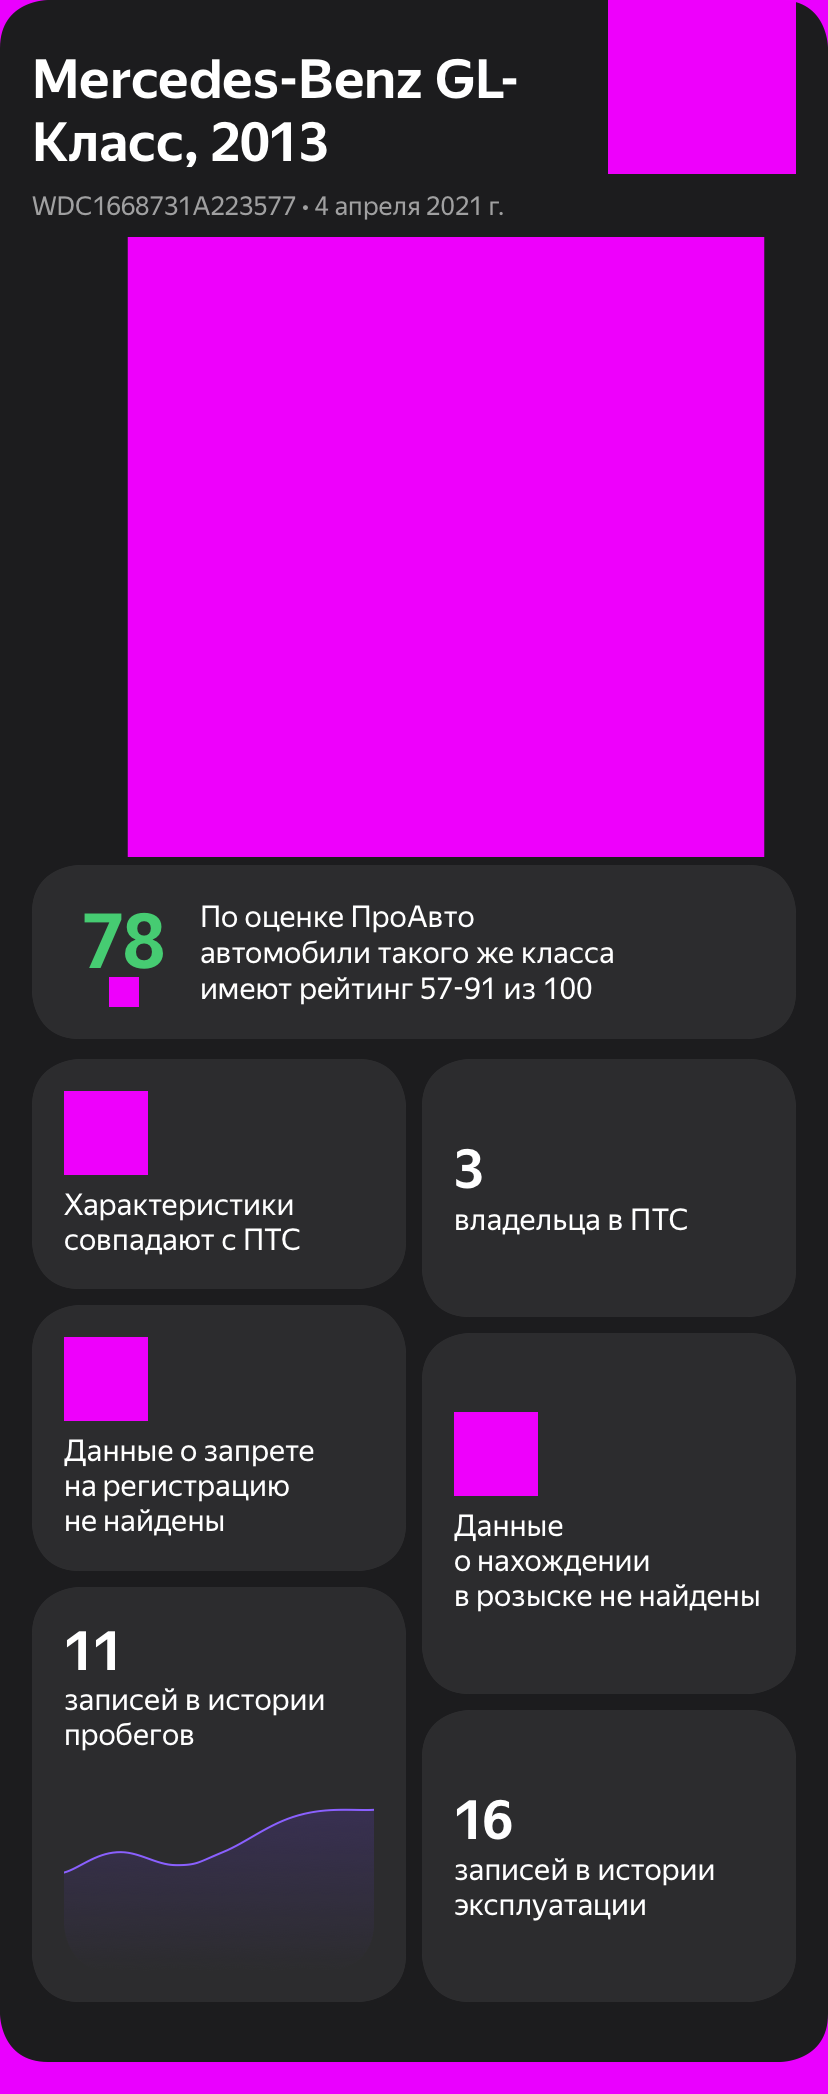 Mercedes-Benz GL-
Класс, 2013
WDC1668731A223577 • 4 апреля 2021 г.
78
По оценке ПроАвто
автомобили такого же класса
имеют рейтинг 57-91 из 100
Характеристики
совпадают с ПТС
3
владельца в ПТС
Данные о запрете
на регистрацию
не найдены
Данные
о нахождении
в розыске не найдены
11
записей в истории
пробегов
16
записей в истории
эксплуатации